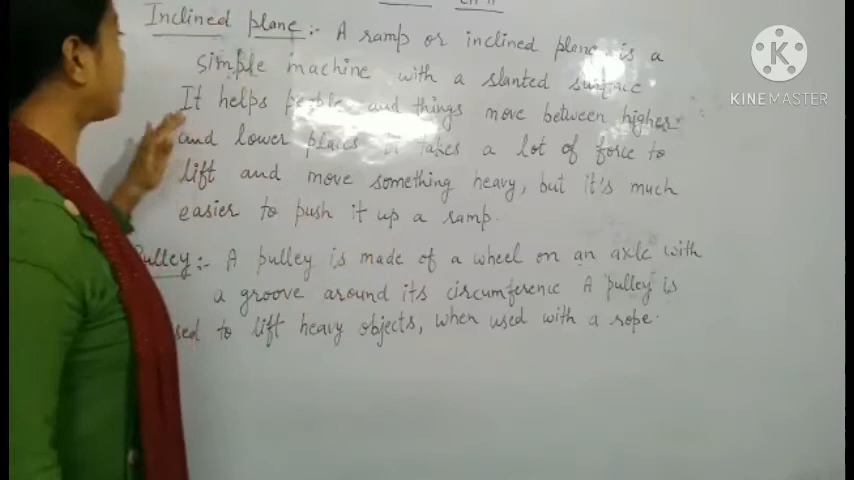 Inclined plane:- A ramp or inclined plane is a
simple machine with a slanted surface
It helps people and things move between higher
and lower places It takes a lot of force to
lift and move something heavy, but it's much
easier to push it up a ramp.
Pulley:- A pulley is made of a wheel on an axle with
a groove around its circumference A pulley is
sed to lift heavy objects, when used with a rope.
KINEMASTER